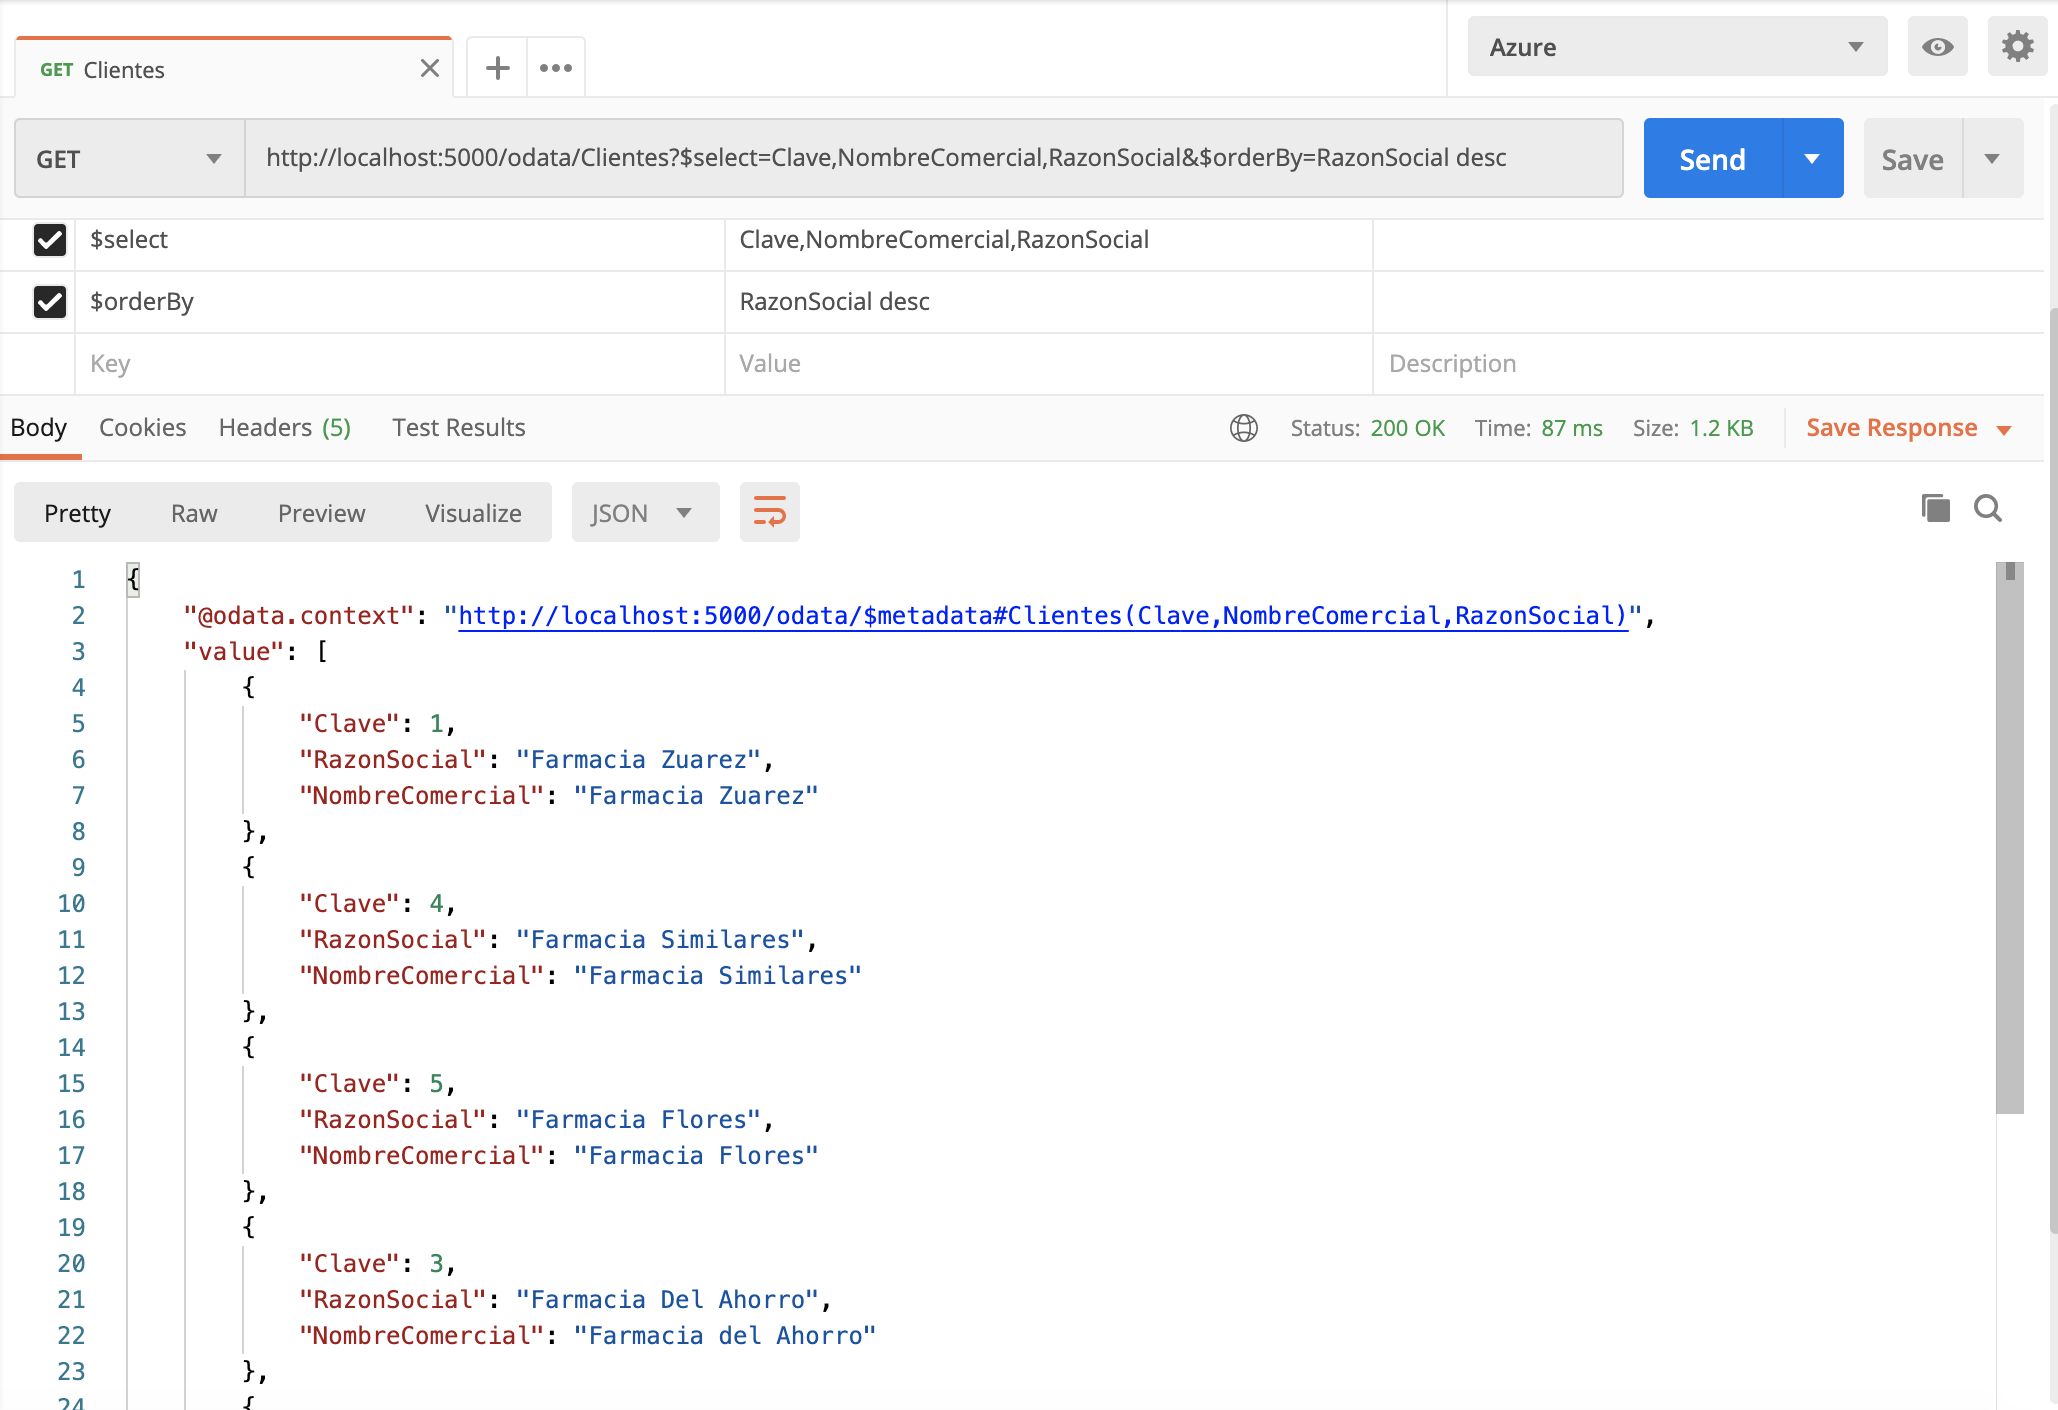 GET Clientes
Azure
GET http://localhost:5000/odata/Clientes?$select=Clave,NombreComercial,RazonSocial&$orderBy=RazonSocial desc Send Save
$select Clave,NombreComercial,RazonSocial
$orderBy RazonSocial desc
Key Value Description
Body Cookies Headers (5) Test Results Status: 200 OK Time: 87 ms Size: 1.2 KB Save Response
Pretty Raw Preview Visualize JSON
1 {
2 "@odata.context": "http://localhost:5000/odata/$metadata#Clientes(Clave,NombreComercial,RazonSocial)",
3 "value": [
4 {
5 "Clave": 1,
6 "RazonSocial": "Farmacia Zuarez",
7 "NombreComercial": "Farmacia Zuarez"
8 },
9 {
10 "Clave": 4,
11 "RazonSocial": "Farmacia Similares",
12 "NombreComercial": "Farmacia Similares"
13 },
14 {
15 "Clave": 5,
16 "RazonSocial": "Farmacia Flores",
17 "NombreComercial": "Farmacia Flores"
18 },
19 {
20 "Clave": 3,
21 "RazonSocial": "Farmacia Del Ahorro",
22 "NombreComercial": "Farmacia del Ahorro"
23 },
24 {